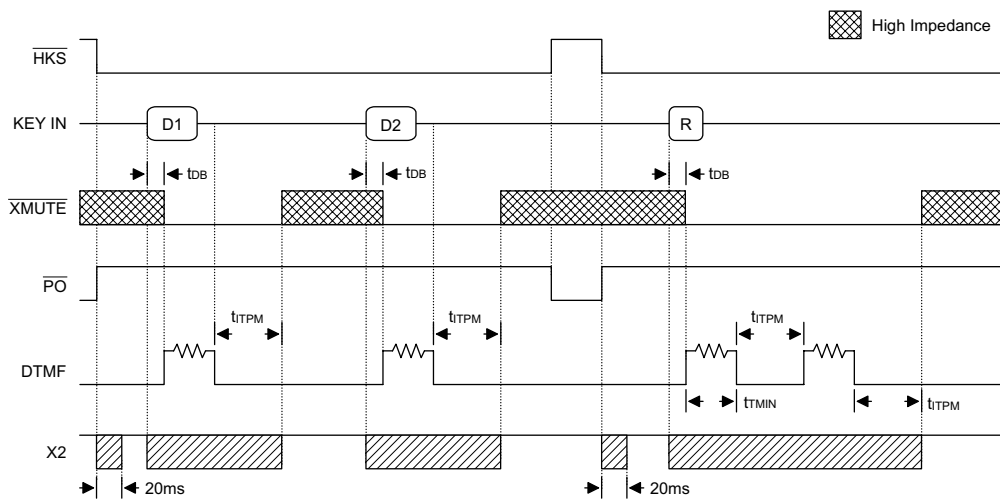 High Impedance
HKS
KEY IN
D1
D2
R
tDB
tDB
tDB
XMUTE
PO
tITPM
tITPM
tITPM
DTMF
tTMIN
tITPM
X2
20ms
20ms